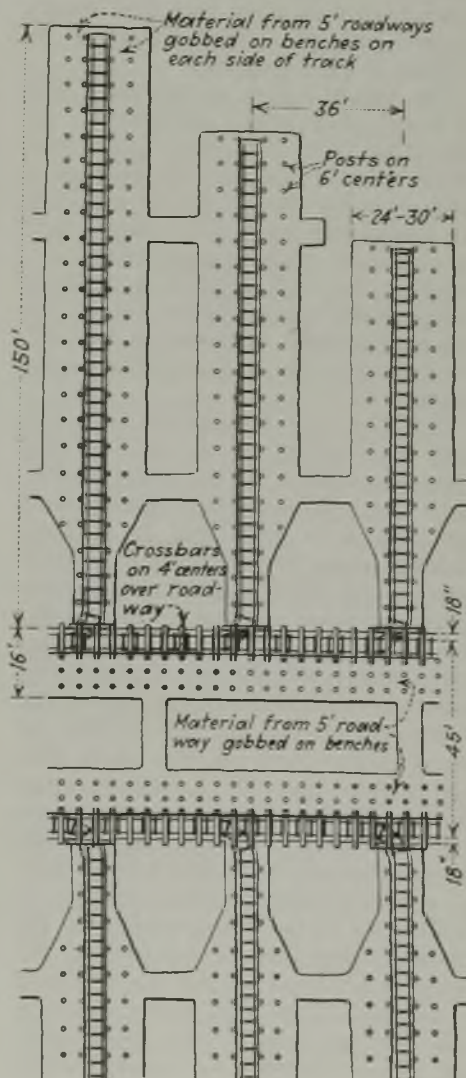 Material from 5' roadways
gobbed on benches on
each side of track
36'
Posts on
6' centers
24'-30'
150'
Crossbars
on 4' centers
over road-
way
18"
16'
Material from 5' road-
way gobbed on benches
45'
18"